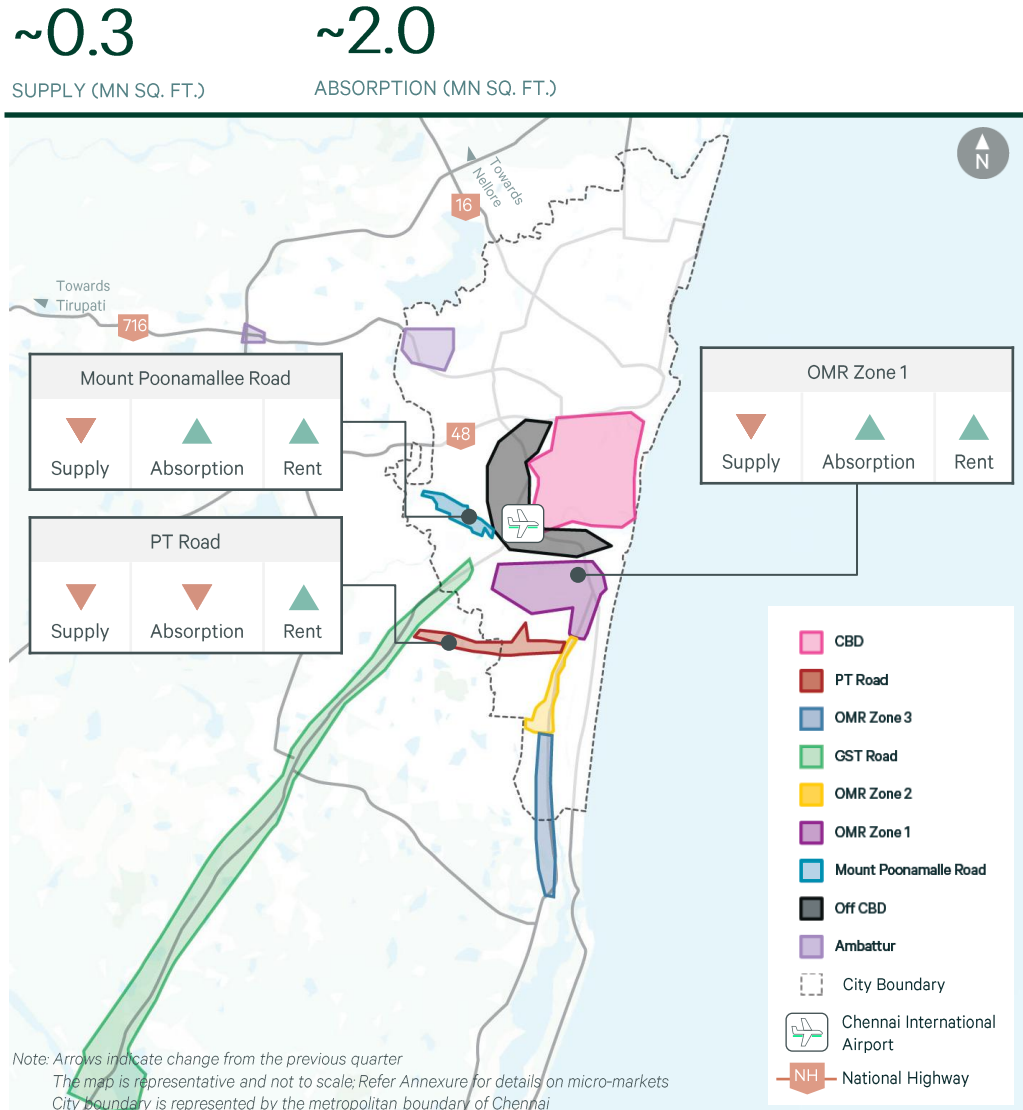 ~0.3
~2.0
SUPPLY (MN SQ. FT.)
ABSORPTION (MN SQ. FT.)
N
Towards
Nellore
16
Towards
Tirupati
716
Mount Poonamallee Road
Supply
Absorption
Rent
48
OMR Zone 1
Supply
Absorption
Rent
PT Road
Supply
Absorption
Rent
CBD
PT Road
OMR Zone 3
GST Road
OMR Zone 2
OMR Zone 1
Mount Poonamalle Road
Off CBD
Ambattur
City Boundary
Chennai International
Airport
NH
National Highway
Note: Arrows indicate change from the previous quarter
The map is representative and not to scale; Refer Annexure for details on micro-markets
City boundary is represented by the metropolitan boundary of Chennai